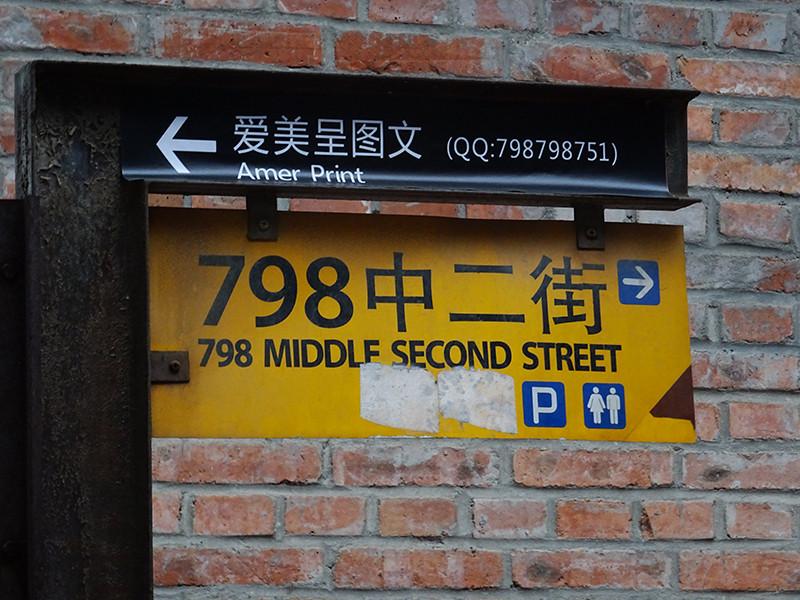 爱美呈图文 (QQ:798798751)
Amer Print
798中二街
798 MIDDLE SECOND STREET
P